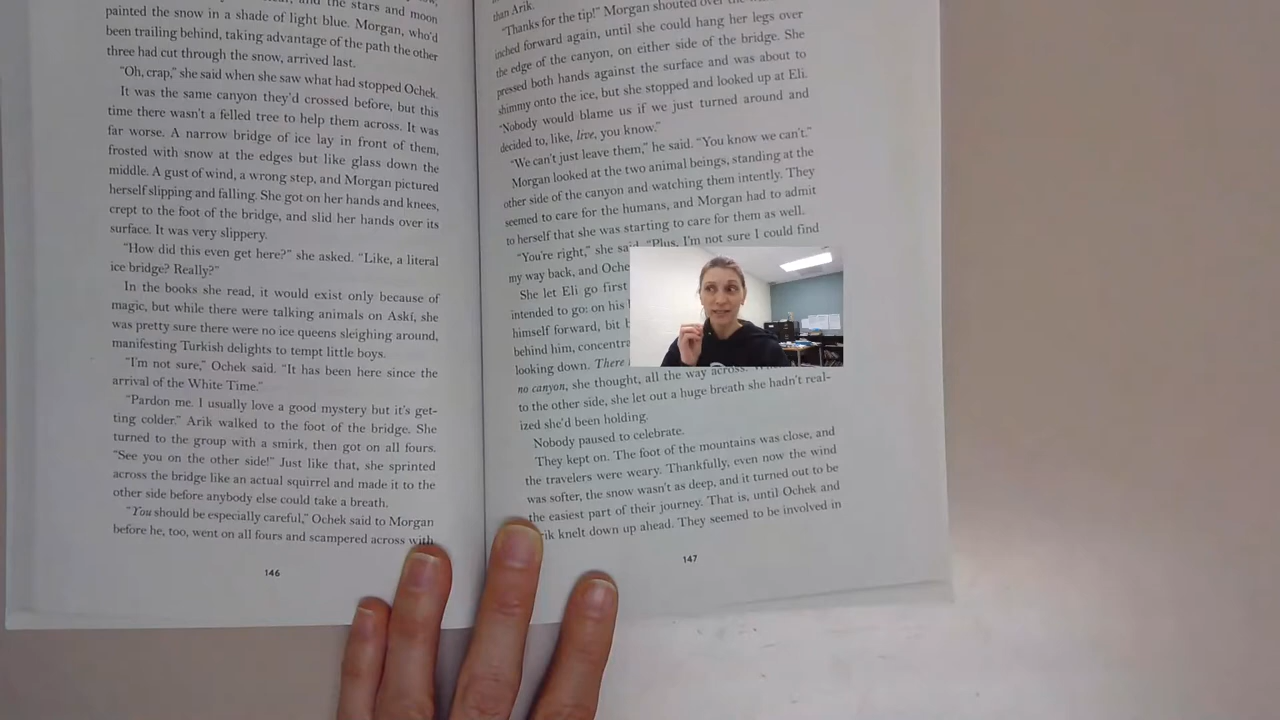 and the stars and moon
painted the snow in a shade of light blue. Morgan, who'd
been trailing behind, taking advantage of the path the other
three had cut through the snow, arrived last.
"Oh, crap," she said when she saw what had stopped Ochek.
It was the same canyon they'd crossed before, but this
time there wasn't a felled tree to help them across. It was
far worse. A narrow bridge of ice lay in front of them,
frosted with snow at the edges but like glass down the
middle. A gust of wind, a wrong step, and Morgan pictured
herself slipping and falling. She got on her hands and knees,
crept to the foot of the bridge, and slid her hands over its
surface. It was very slippery.
"How did this even get here?" she asked. "Like, a literal
ice bridge? Really?"
In the books she read, it would exist only because of
magic, but while there were talking animals on Askí, she
was pretty sure there were no ice queens sleighing around,
manifesting Turkish delights to tempt little boys.
"I'm not sure," Ochek said. "It has been here since the
arrival of the White Time."
"Pardon me. I usually love a good mystery but it's get-
ting colder." Arik walked to the foot of the bridge. She
turned to the group with a smirk, then got on all fours.
"See you on the other side!" Just like that, she sprinted
across the bridge like an actual squirrel and made it to the
other side before anybody else could take a breath.
"You should be especially careful," Ochek said to Morgan
before he, too, went on all fours and scampered across with
146
than Arik.
"Thanks for the tip!" Morgan shouted over the
inched forward again, until she could hang her legs over
the edge of the canyon, on either side of the bridge. She
pressed both hands against the surface and was about to
shimmy onto the ice, but she stopped and looked up at Eli.
"Nobody would blame us if we just turned around and
decided to, like, live, you know."
"We can't just leave them," he said. "You know we can't."
Morgan looked at the two animal beings, standing at the
other side of the canyon and watching them intently. They
seemed to care for the humans, and Morgan had to admit
to herself that she was starting to care for them as well.
"You're right," she said. "Plus, I'm not sure I could find
my way back, and Oche
She let Eli go first
intended to go: on his
himself forward, bit b
behind him, concentra
looking down. There
no canyon, she thought, all the way across.
to the other side, she let out a huge breath she hadn't real-
ized she'd been holding.
Nobody paused to celebrate.
They kept on. The foot of the mountains was close, and
the travelers were weary. Thankfully, even now the wind
was softer, the snow wasn't as deep, and it turned out to be
the easiest part of their journey. That is, until Ochek and
ik knelt down up ahead. They seemed to be involved in
147